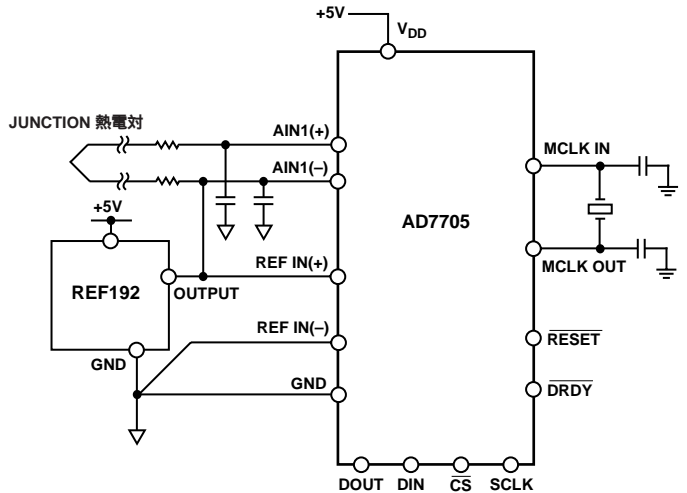 +5V
V_DD
JUNCTION 熱電対
AIN1(+)
MCLK IN
AIN1(–)
+5V
AD7705
REF192
OUTPUT
REF IN(+)
MCLK OUT
REF IN(–)
RESET
GND
GND
DRDY
DOUT DIN CS SCLK